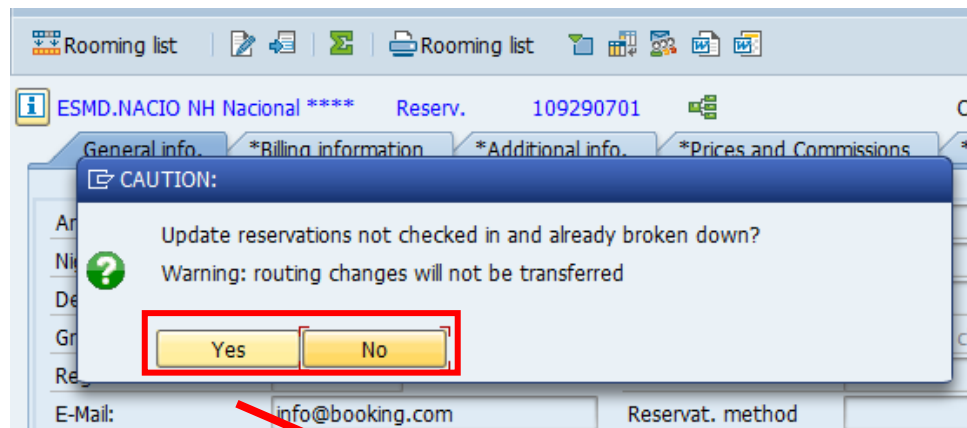 Rooming list Rooming list
ESMD.NACIO NH Nacional **** Reserv. 109290701
General info. *Billing information *Additional info. *Prices and Commissions
CAUTION:
Update reservations not checked in and already broken down?
Warning: routing changes will not be transferred
Yes No
E-Mail: info@booking.com Reservat. method